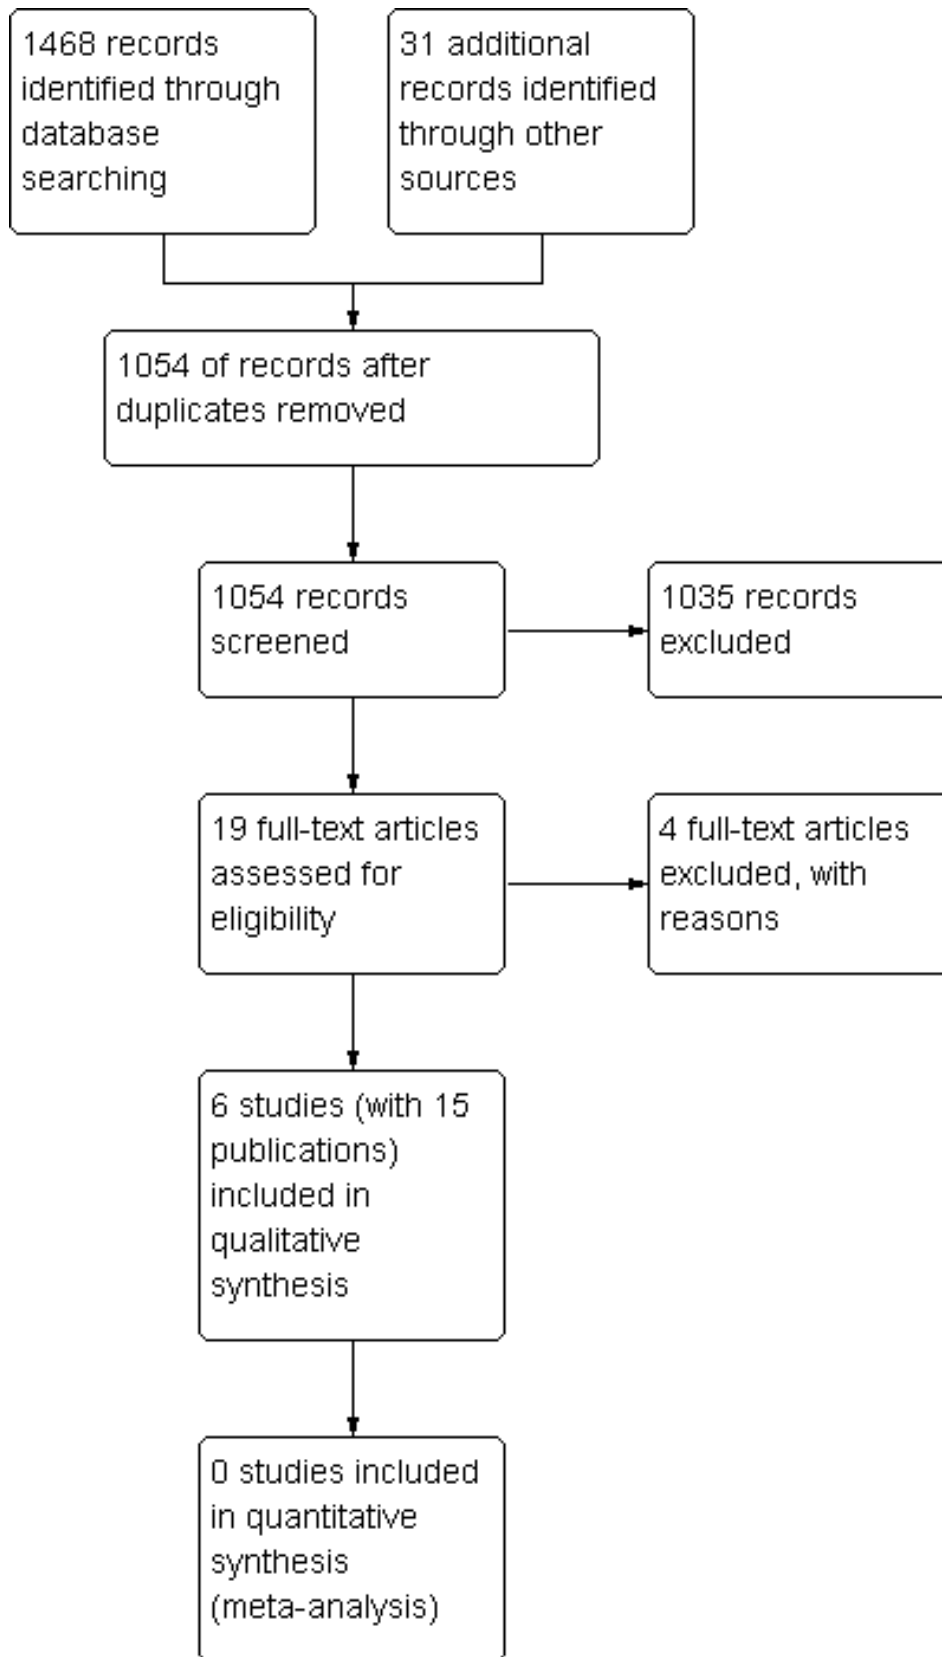 1468 records
identified through
database
searching
31 additional
records identified
through other
sources
1054 of records after
duplicates removed
1054 records
screened
1035 records
excluded
19 full-text articles
assessed for
eligibility
4 full-text articles
excluded, with
reasons
6 studies (with 15
publications)
included in
qualitative
synthesis
0 studies included
in quantitative
synthesis
(meta-analysis)